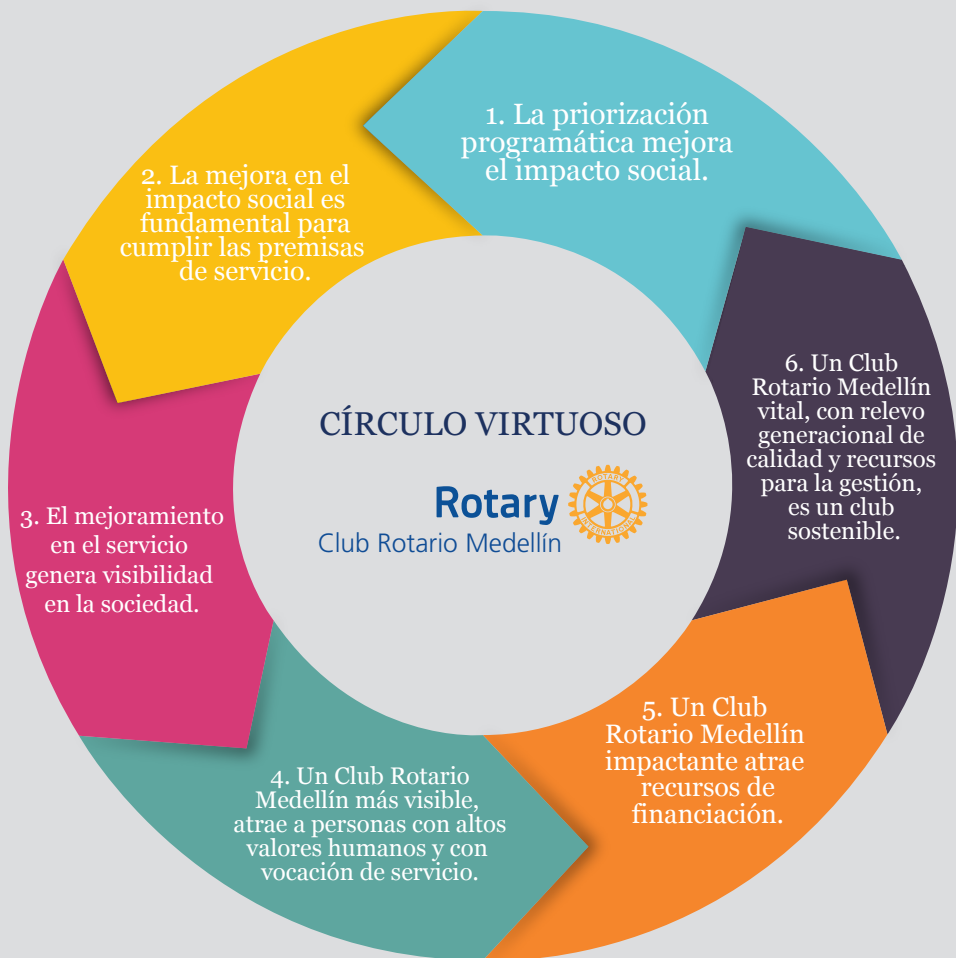 CÍRCULO VIRTUOSO
Rotary
ROTARY
INTERNATIONAL
Club Rotario Medellín
1. La priorización
programática mejora
el impacto social.
2. La mejora en el
impacto social es
fundamental para
cumplir las premisas
de servicio.
3. El mejoramiento
en el servicio
genera visibilidad
en la sociedad.
4. Un Club Rotario
Medellín más visible,
atrae a personas con altos
valores humanos y con
vocación de servicio.
5. Un Club
Rotario Medellín
impactante atrae
recursos de
financiación.
6. Un Club
Rotario Medellín
vital, con relevo
generacional de
calidad y recursos
para la gestión,
es un club
sostenible.